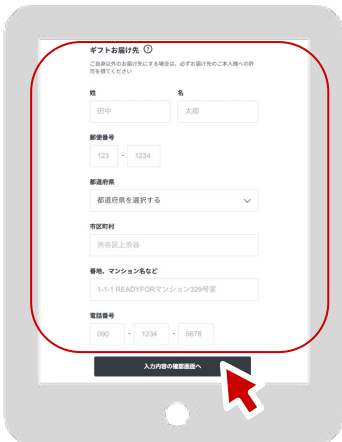 ギフトお届け先 ?
ご自身以外のお届け先にする場合は、必ずお届け先のご本人様への許
可を得てください
姓 名
田中 太郎
郵便番号
123 - 1234
都道府県
都道府県を選択する
市区町村
渋谷区上渋谷
番地、マンション名など
1-1-1 READYFORマンション329号室
電話番号
090 - 1234 - 5678
入力内容の確認画面へ